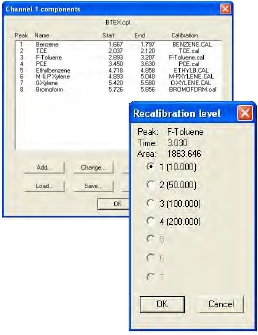 Channel 1 components
BTEX.cpt
Peak Name Start End Calibration
1 Benzene 1.667 1.797 BENZENE.CAL
2 TCE 2.037 2.120 TCE.cal
3 F-Toluene 2.893 3.207 F-TOLUENE.CAL
4 PCE 3.450 3.630 PCE.cal
5 Ethylbenzene 4.718 4.858 ETHYLB.CAL
6 M & P Xylene 4.893 5.040 M-PXYLENE.CAL
7 O-Xylene 5.420 5.580 O-XYLENE.CAL
8 Bromoform 5.726 5.856 BROMOFORM.cal
Add... Change...
Load... Save...
OK
Recalibration level
Peak: F-Toluene
Time: 3.030
Area: 1863.646
1 (10.000)
2 (50.000)
3 (100.000)
4 (200.000)
5
6
7
OK Cancel